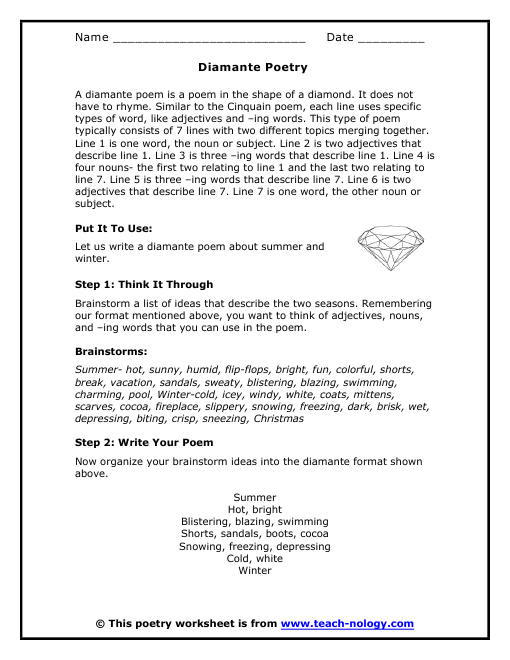 Name ___________________________ Date _________
Diamante Poetry
A diamante poem is a poem in the shape of a diamond. It does not
have to rhyme. Similar to the Cinquain poem, each line uses specific
types of word, like adjectives and –ing words. This type of poem
typically consists of 7 lines with two different topics merging together.
Line 1 is one word, the noun or subject. Line 2 is two adjectives that
describe line 1. Line 3 is three –ing words that describe line 1. Line 4 is
four nouns- the first two relating to line 1 and the last two relating to
line 7. Line 5 is three –ing words that describe line 7. Line 6 is two
adjectives that describe line 7. Line 7 is one word, the other noun or
subject.
Put It To Use:
Let us write a diamante poem about summer and
winter.
Step 1: Think It Through
Brainstorm a list of ideas that describe the two seasons. Remembering
our format mentioned above, you want to think of adjectives, nouns,
and –ing words that you can use in the poem.
Brainstorms:
Summer- hot, sunny, humid, flip-flops, bright, fun, colorful, shorts,
break, vacation, sandals, sweaty, blistering, blazing, swimming,
charming, pool, Winter-cold, icey, windy, white, coats, mittens,
scarves, cocoa, fireplace, slippery, snowing, freezing, dark, brisk, wet,
depressing, biting, crisp, sneezing, Christmas
Step 2: Write Your Poem
Now organize your brainstorm ideas into the diamante format shown
above.
Summer
Hot, bright
Blistering, blazing, swimming
Shorts, sandals, boots, cocoa
Snowing, freezing, depressing
Cold, white
Winter
© This poetry worksheet is from www.teach-nology.com